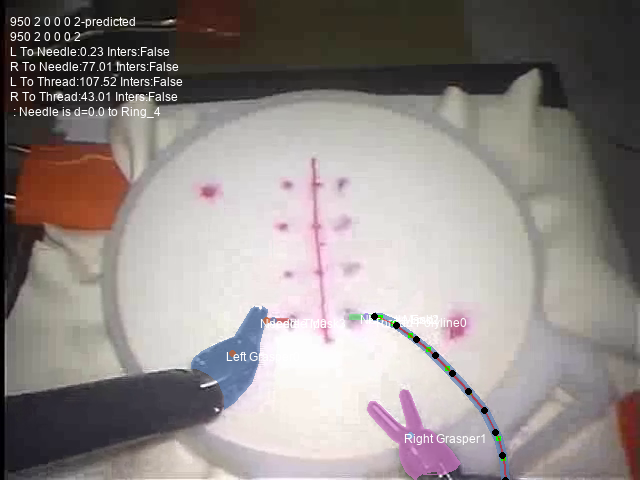 950 2 0 0 0 2-predicted
950 2 0 0 0 2
L To Needle:0.23 Inters:False
R To Needle:77.01 Inters:False
L To Thread:107.52 Inters:False
R To Thread:43.01 Inters:False
: Needle is d=0.0 to Ring_4
Left
Right Grasper1